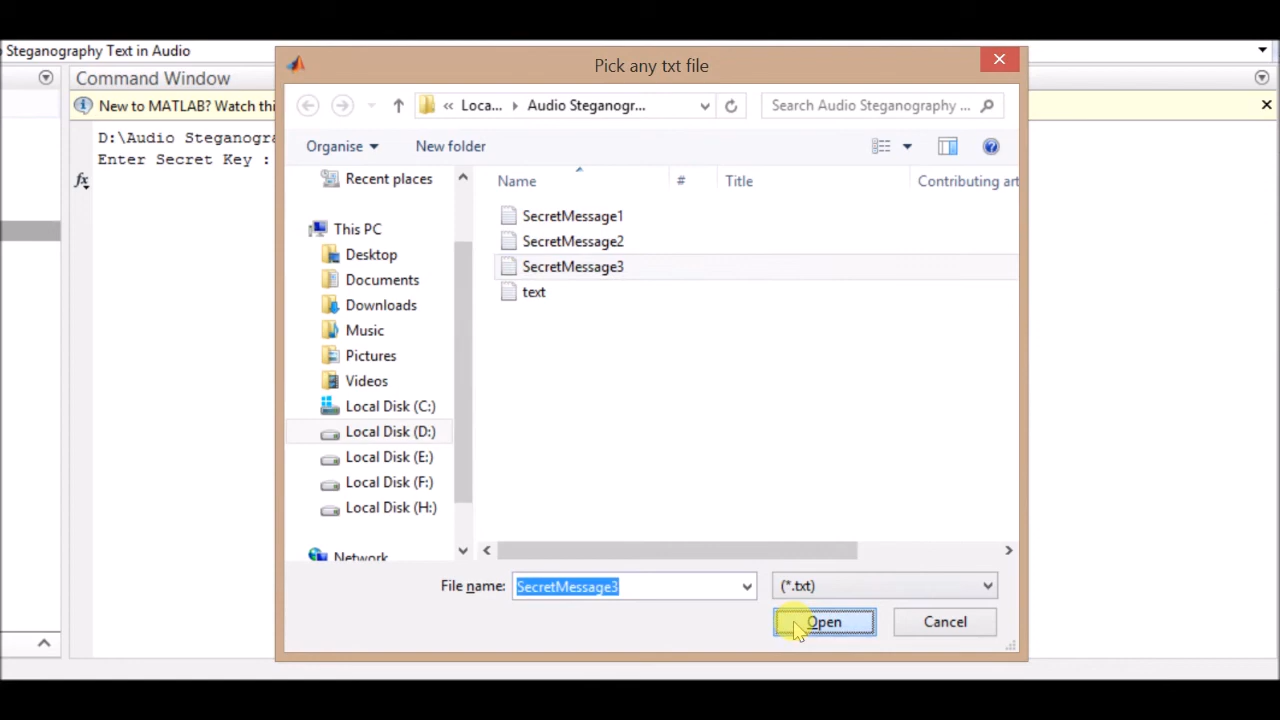 Steganography Text in Audio
Command Window
New to MATLAB? Watch thi
D:\Audio Steganogra
Enter Secret Key :
fx
Pick any txt file
« Loca... Audio Steganogr...
Search Audio Steganography ...
Organise
New folder
Recent places
This PC
Desktop
Documents
Downloads
Music
Pictures
Videos
Local Disk (C:)
Local Disk (D:)
Local Disk (E:)
Local Disk (F:)
Local Disk (H:)
Network
Name # Title Contributing art
SecretMessage1
SecretMessage2
SecretMessage3
text
File name: SecretMessage3
(*.txt)
Open
Cancel